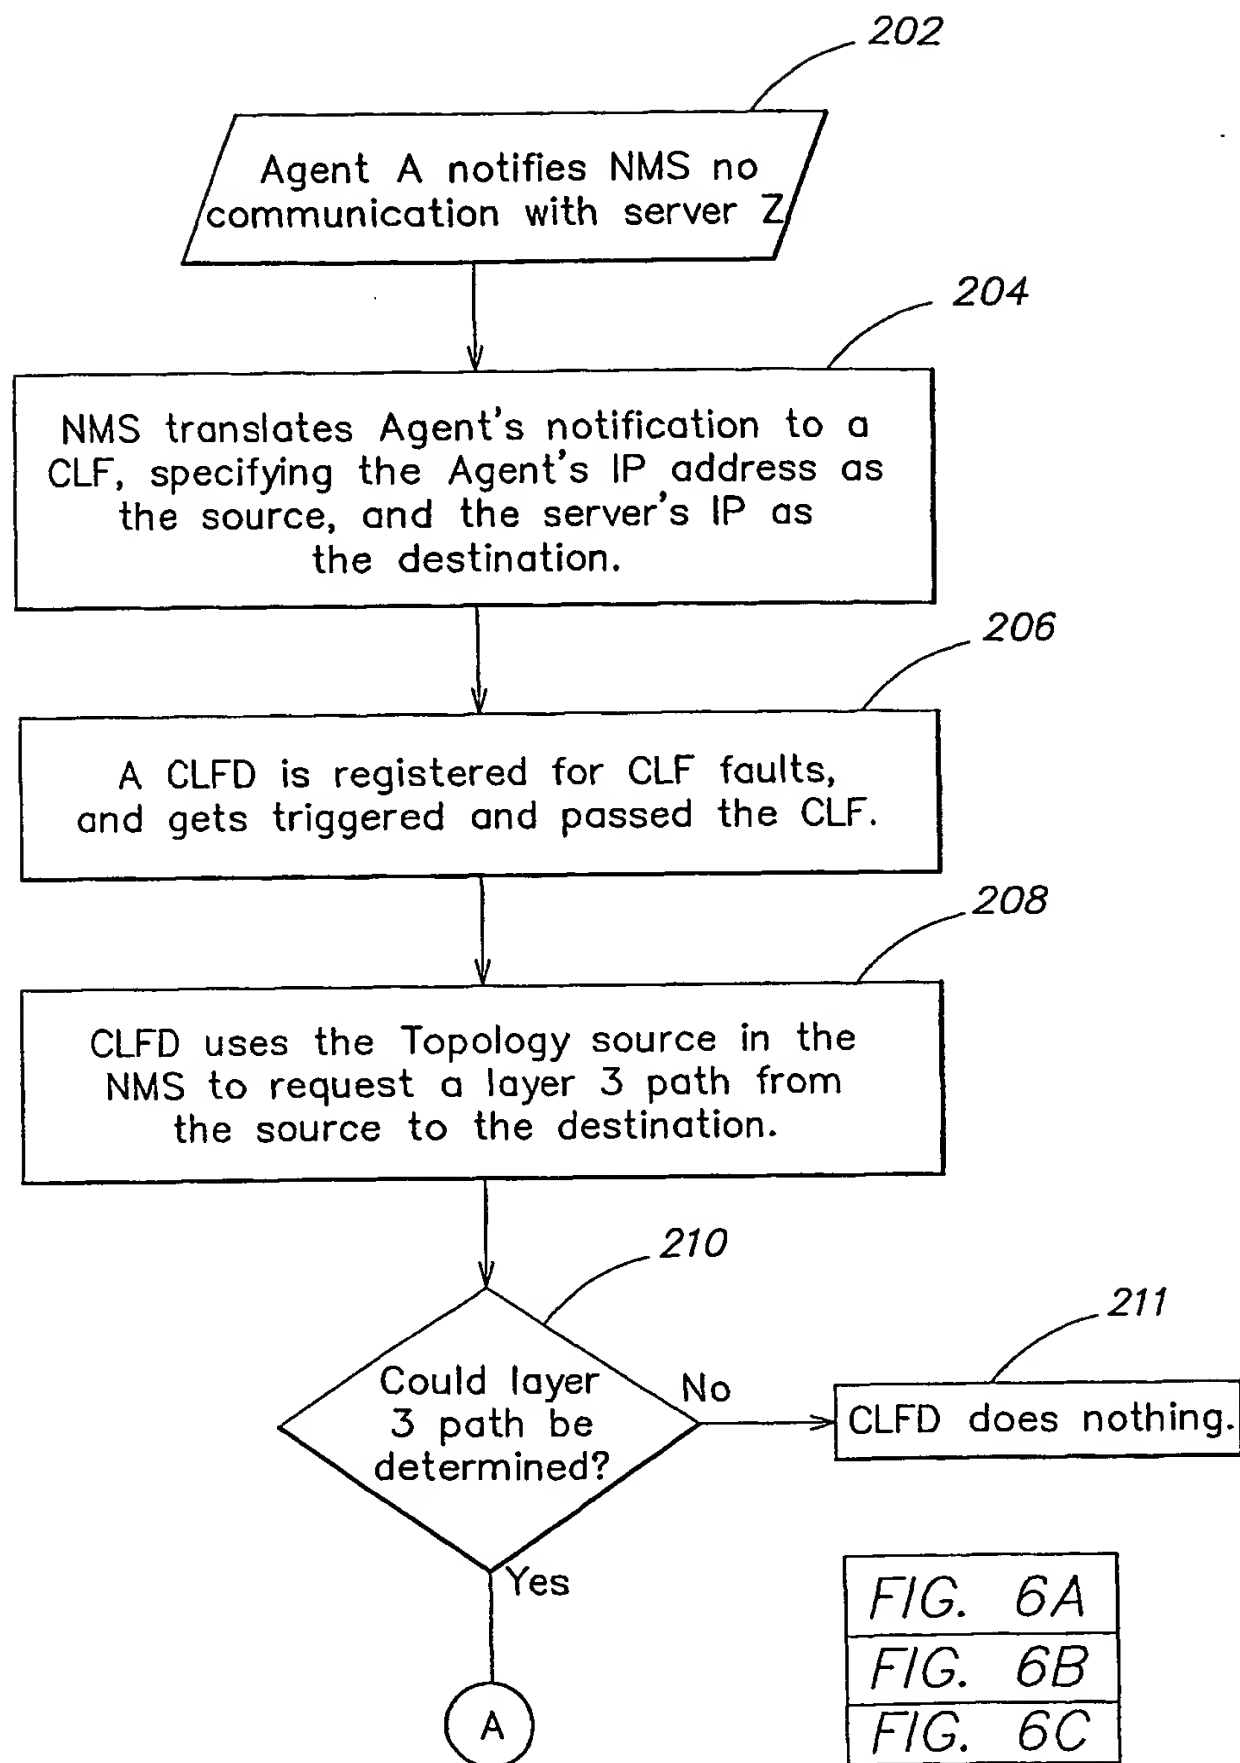 202
Agent A notifies NMS no
communication with server Z
204
NMS translates Agent's notification to a
CLF, specifying the Agent's IP address as
the source, and the server's IP as
the destination.
206
A CLFD is registered for CLF faults,
and gets triggered and passed the CLF.
208
CLFD uses the Topology source in the
NMS to request a layer 3 path from
the source to the destination.
210
Could layer
3 path be
determined?
No
211
CLFD does nothing.
Yes
A
FIG. 6A
FIG. 6B
FIG. 6C